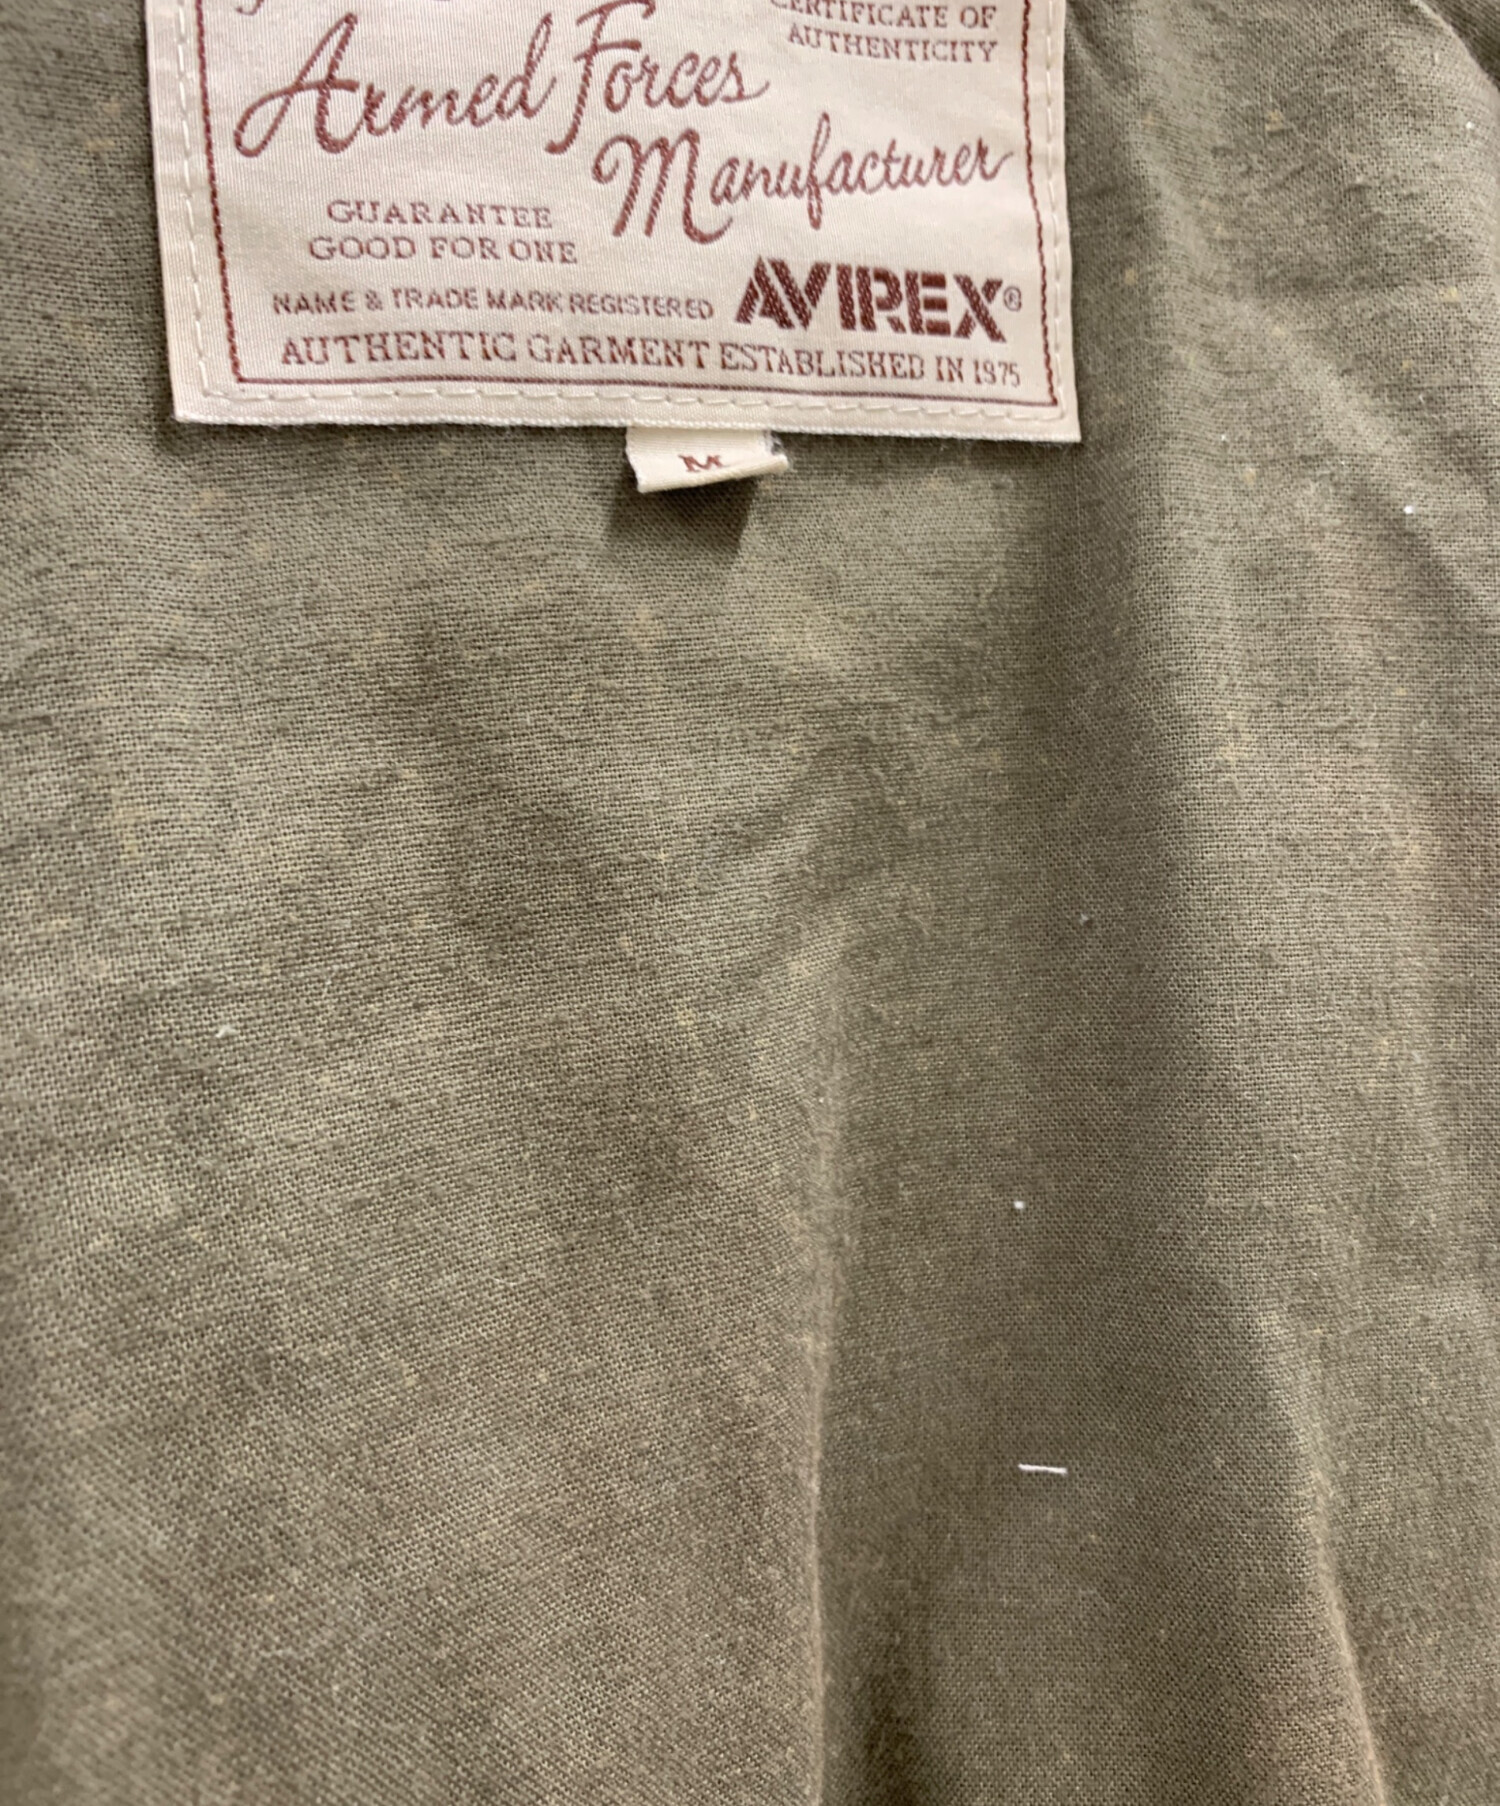 CERTIFICATE OF
AUTHENTICITY
Armed Forces
Manufacturer
GUARANTEE
GOOD FOR ONE
NAME & TRADE MARK REGISTERED
AVIREX®
AUTHENTIC GARMENT ESTABLISHED IN 1975
M